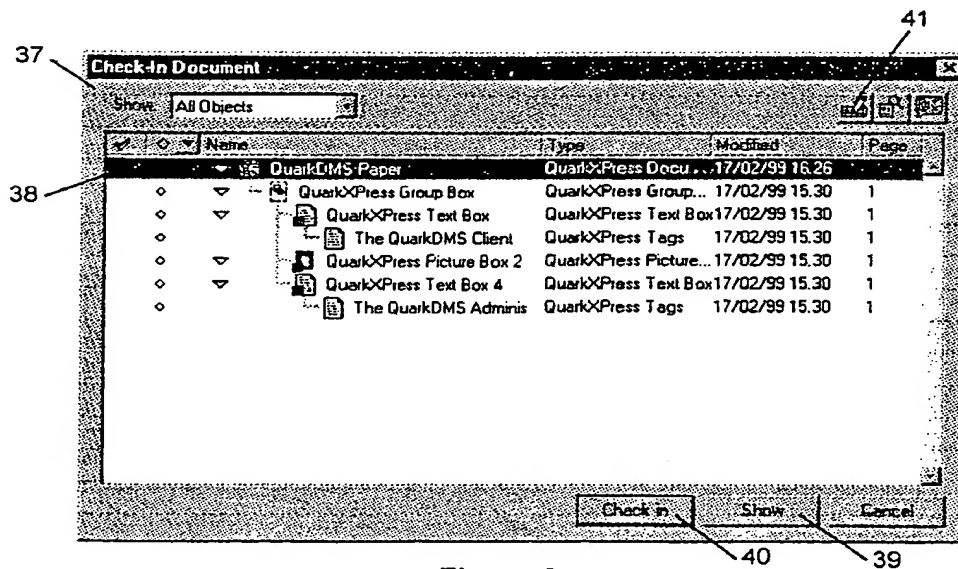 41
37
Check-In Document
Show: All Objects
Name Type Modified Page
QuarkDMS Paper QuarkXPress Docu... 17/02/99 16.26
38
QuarkXPress Group Box QuarkXPress Group... 17/02/99 15.30 1
QuarkXPress Text Box QuarkXPress Text Box 17/02/99 15.30 1
The QuarkDMS Client QuarkXPress Tags 17/02/99 15.30 1
QuarkXPress Picture Box 2 QuarkXPress Picture... 17/02/99 15.30 1
QuarkXPress Text Box 4 QuarkXPress Text Box 17/02/99 15.30 1
The QuarkDMS Adminis QuarkXPress Tags 17/02/99 15.30 1
Check in Show Cancel
40 39